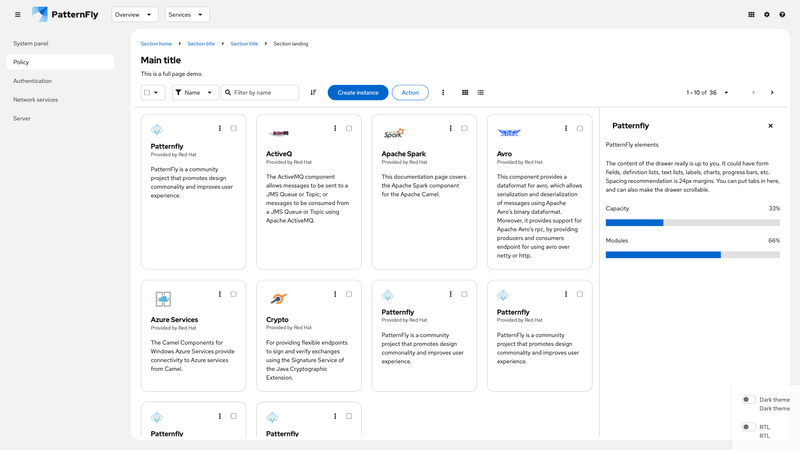 PatternFly
Overview
Services
System panel
Policy
Authentication
Network services
Server
Section home
Section title
Section title
Section landing
Main title
This is a full page demo.
Name
Filter by name
Create instance
Action
1 - 10 of 36
Patternfly
Provided by Red Hat
PatternFly is a community
project that promotes design
commonality and improves user
experience.
ActiveQ
Provided by Red Hat
The ActiveMQ component
allows messages to be sent to a
JMS Queue or Topic; or
messages to be consumed from
a JMS Queue or Topic using
Apache ActiveMQ.
Spark
Apache Spark
Provided by Red Hat
This documentation page covers
the Apache Spark component
for the Apache Camel.
Avro
Provided by Red Hat
This component provides a
dataformat for avro, which allows
serialization and deserialization
of messages using Apache
Avro's binary dataformat.
Moreover, it provides support for
Apache Avro's rpc, by providing
producers and consumers
endpoint for using avro over
netty or http.
Azure Services
Provided by Red Hat
The Camel Components for
Windows Azure Services provide
connectivity to Azure services
from Camel.
Crypto
Provided by Red Hat
For providing flexible endpoints
to sign and verify exchanges
using the Signature Service of
the Java Cryptographic
Extension.
Patternfly
Provided by Red Hat
PatternFly is a community
project that promotes design
commonality and improves user
experience.
Patternfly
Provided by Red Hat
PatternFly is a community
project that promotes design
commonality and improves user
experience.
Patternfly
Patternfly
Patternfly
PatternFly elements
The content of the drawer really is up to you. It could have form
fields, definition lists, text lists, labels, charts, progress bars, etc.
Spacing recommendation is 24px margins. You can put tabs in here,
and can also make the drawer scrollable.
Capacity
33%
Modules
66%
Dark theme
Dark theme
RTL
RTL